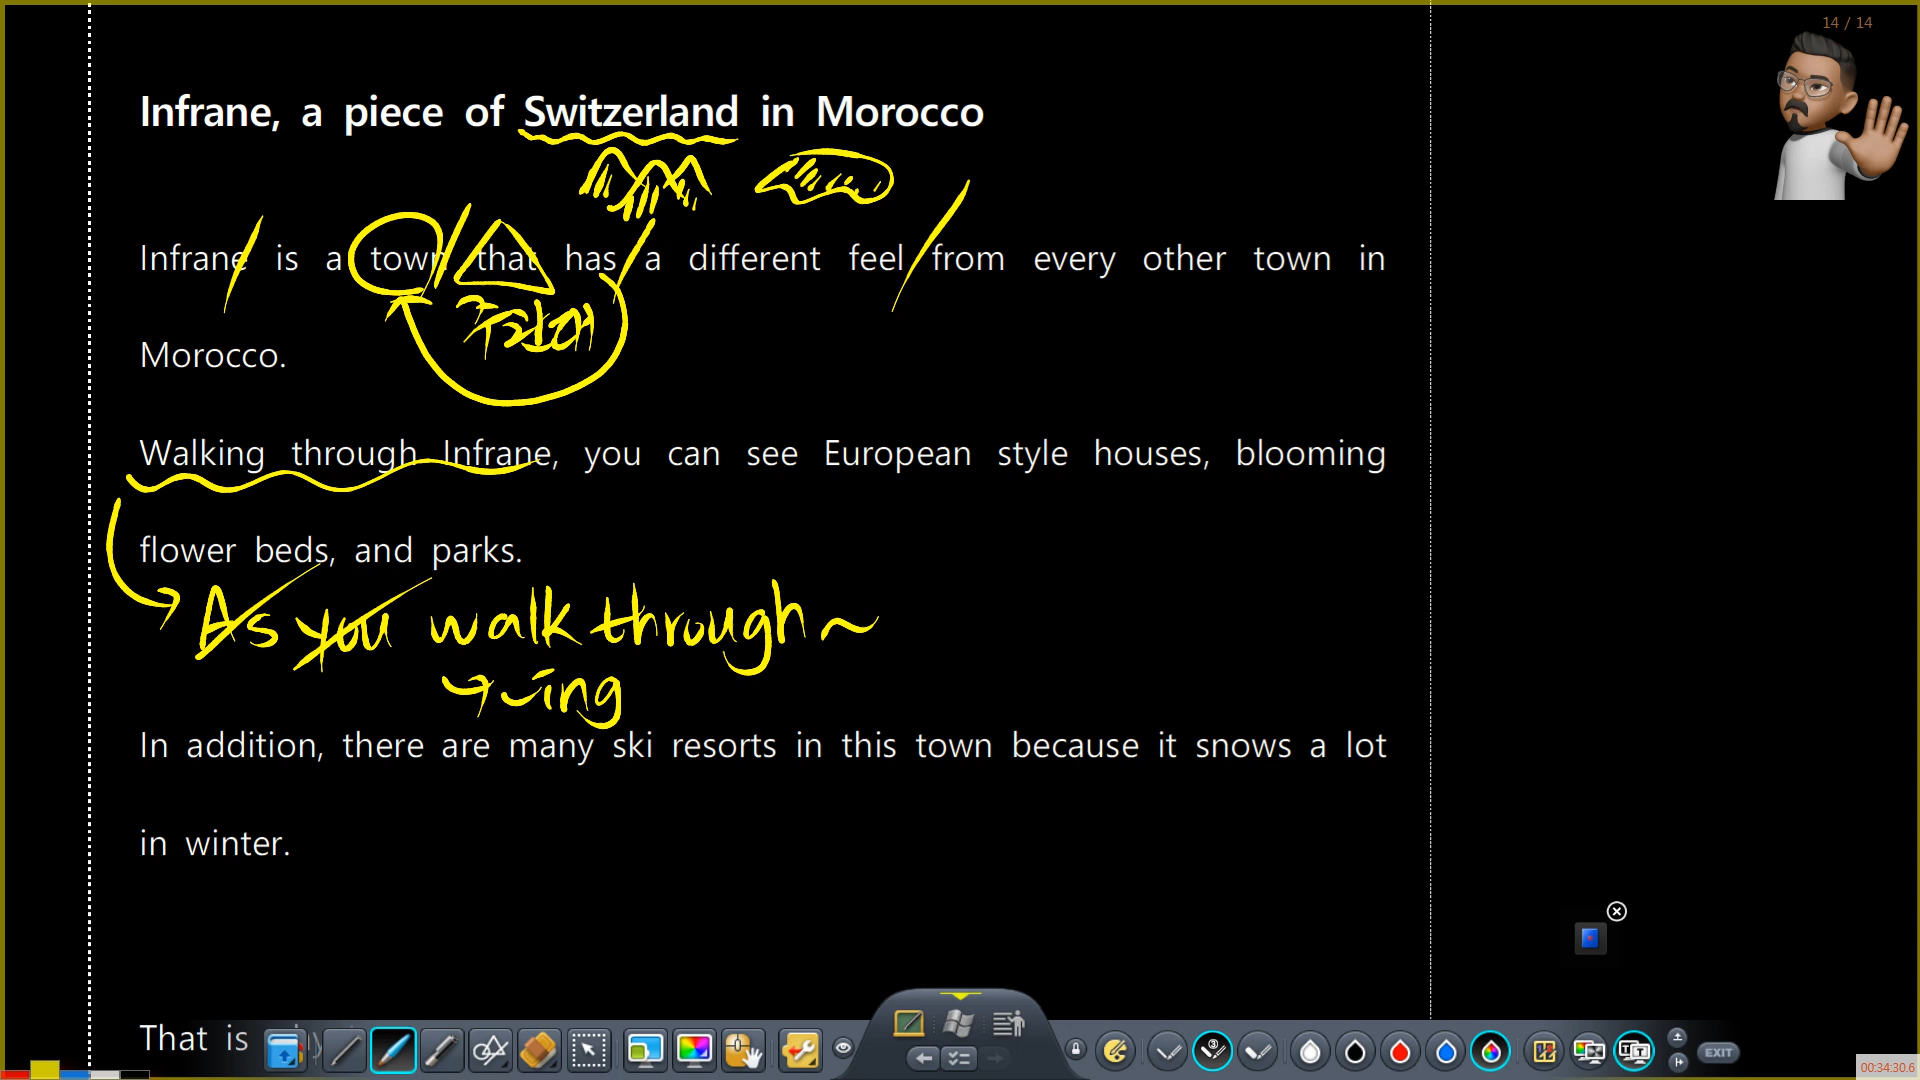 14 / 14
Infrane, a piece of Switzerland in Morocco
Infrane is a town that has a different feel from every other town in
주관대
Morocco.
Walking through Infrane, you can see European style houses, blooming
flower beds, and parks.
As you walk through ~
-ing
In addition, there are many ski resorts in this town because it snows a lot
in winter.
That is
EXIT
00:34:30.6